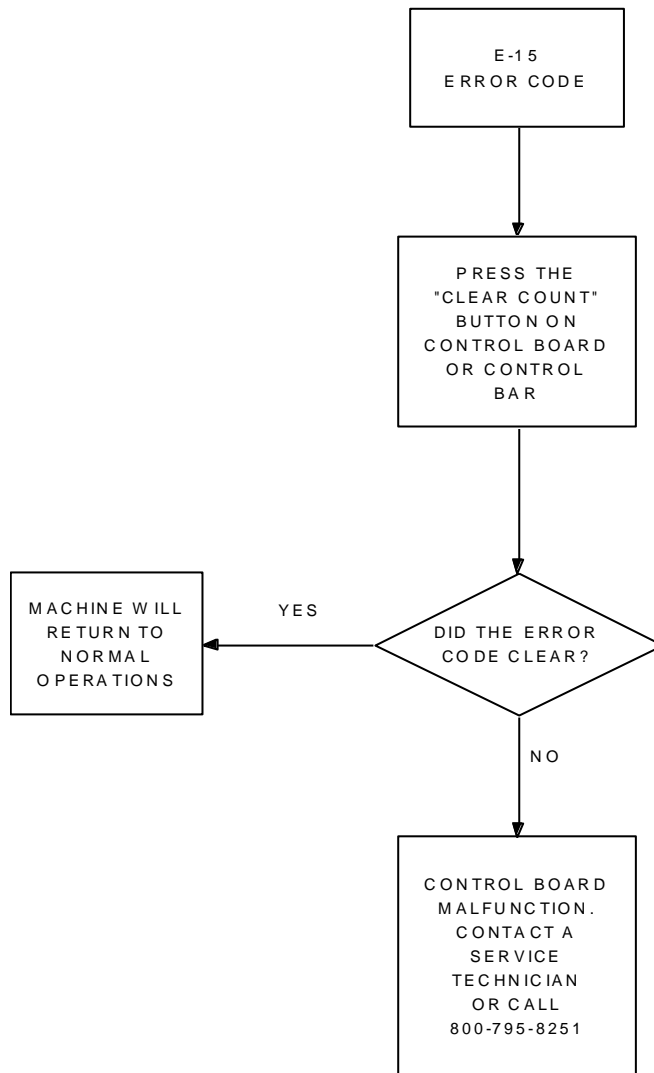 E-15
ERROR CODE
PRESS THE
"CLEAR COUNT"
BUTTON ON
CONTROL BOARD
OR CONTROL
BAR
DID THE ERROR
CODE CLEAR?
YES
MACHINE WILL
RETURN TO
NORMAL
OPERATIONS
NO
CONTROL BOARD
MALFUNCTION.
CONTACT A
SERVICE
TECHNICIAN
OR CALL
800-795-8251